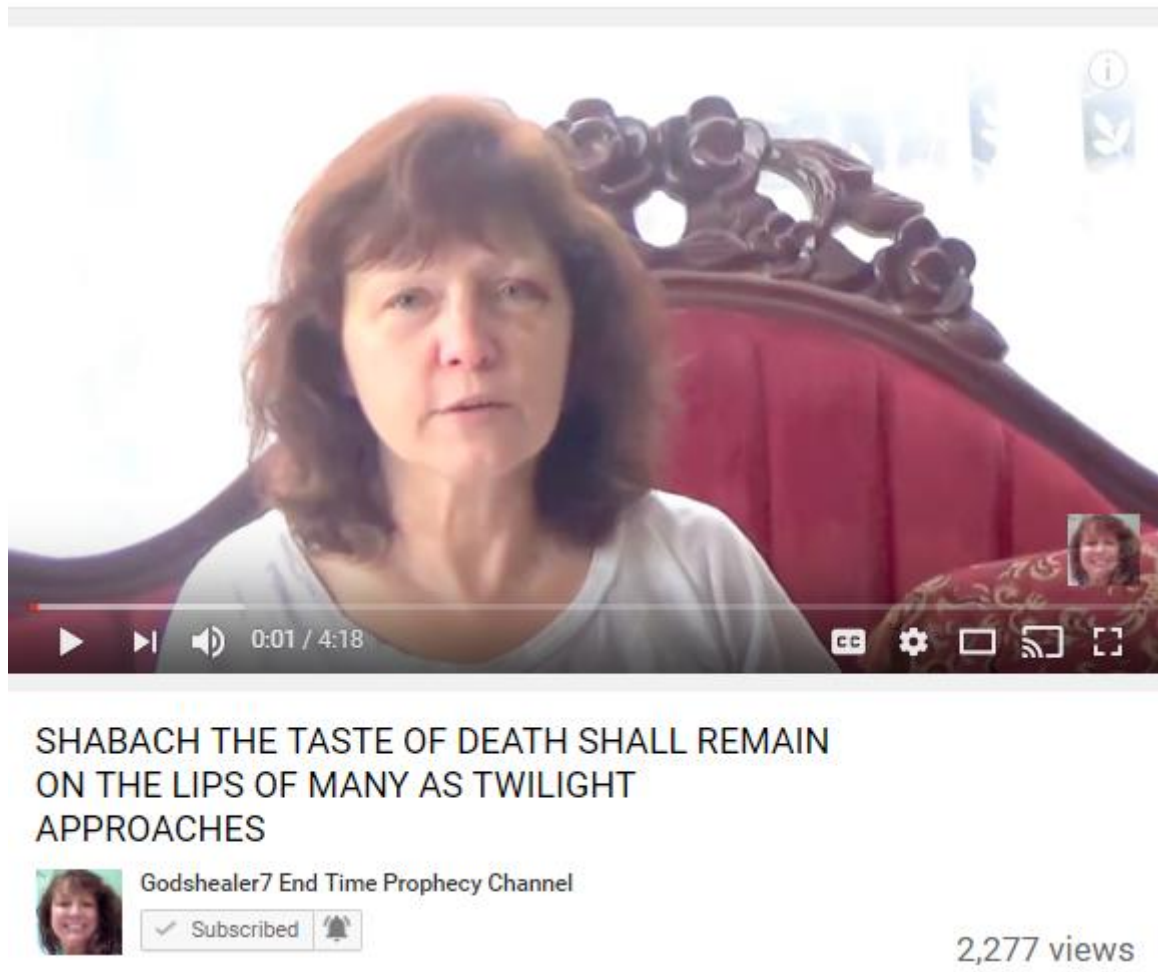 i
0:01 / 4:18
CC
SHABACH THE TASTE OF DEATH SHALL REMAIN
ON THE LIPS OF MANY AS TWILIGHT
APPROACHES
Godshealer7 End Time Prophecy Channel
Subscribed
2,277 views